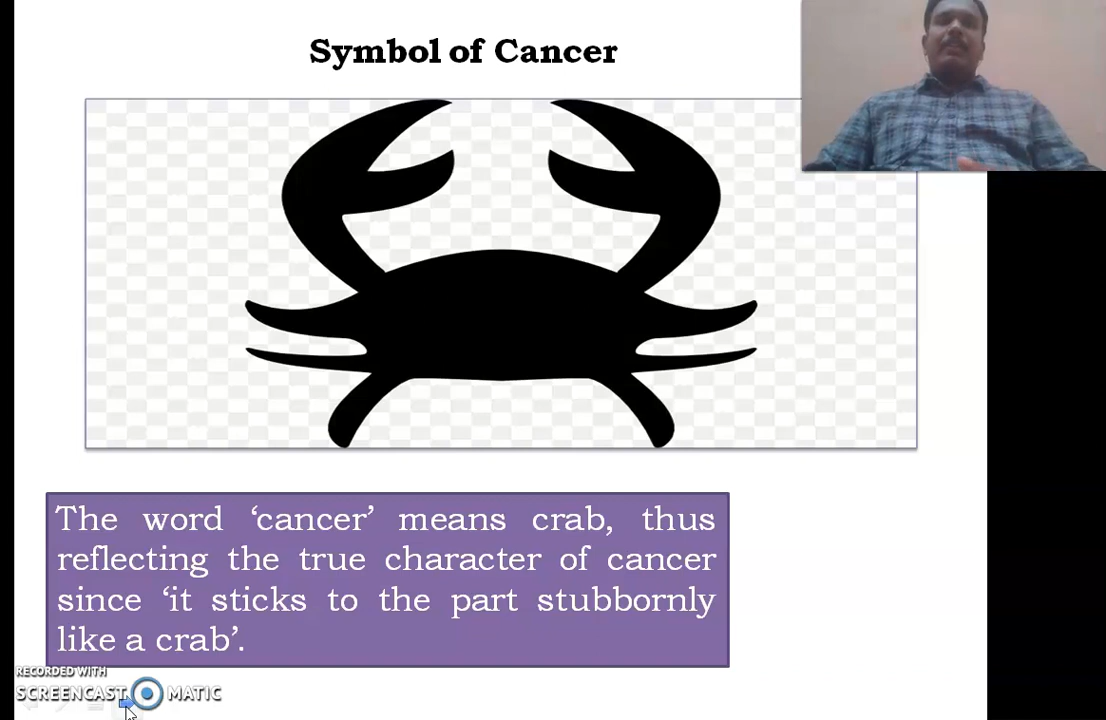 Symbol of Cancer
The word ‘cancer’ means crab, thus
reflecting the true character of cancer
since ‘it sticks to the part stubbornly
like a crab’.
RECORDED WITH
SCREENCAST MATIC